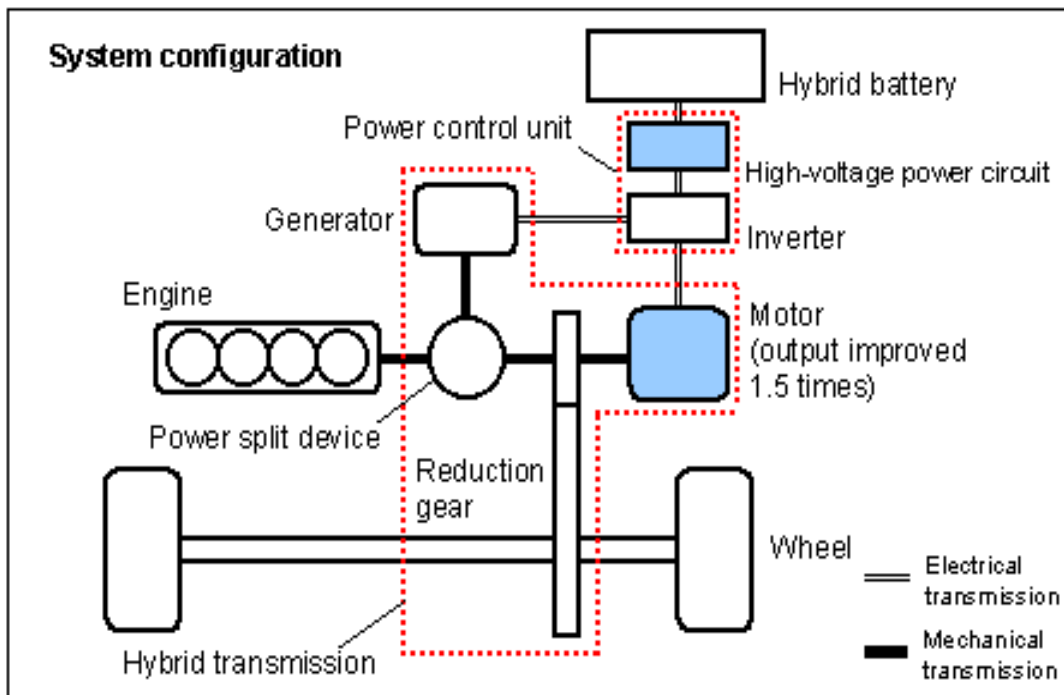 System configuration
Hybrid battery
Power control unit
High-voltage power circuit
Generator
Inverter
Engine
Motor
(output improved
1.5 times)
Power split device
Reduction
gear
Wheel
Electrical
transmission
Hybrid transmission
Mechanical
transmission